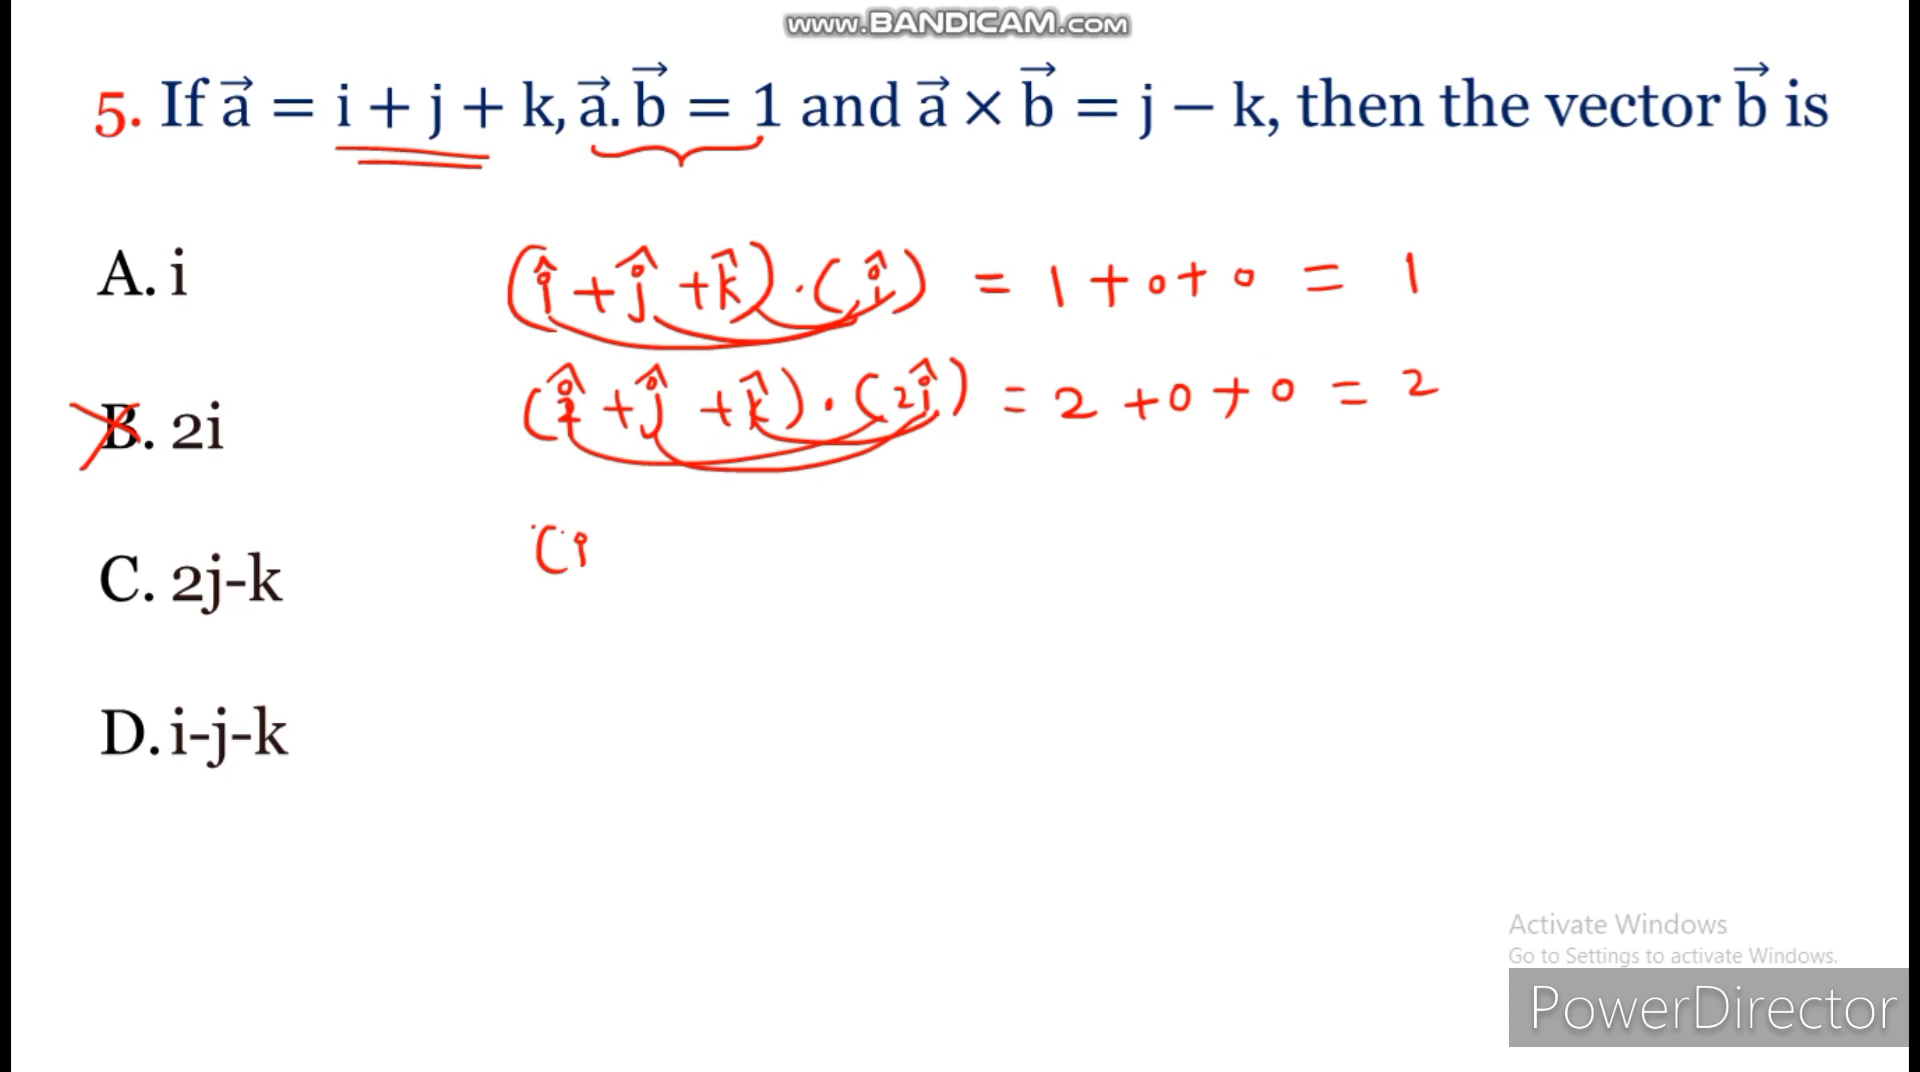 www.BANDICAM.com
5. If a⃗ = i + j + k, a⃗. b⃗ = 1 and a⃗ × b⃗ = j − k, then the vector b⃗ is
A. i
(î + ĵ + k̂) · (î) = 1 + 0 + 0 = 1
B. 2i
(î + ĵ + k̂) · (2î) = 2 + 0 + 0 = 2
(i
C. 2j-k
D. i-j-k
Activate Windows
Go to Settings to activate Windows.
PowerDirector